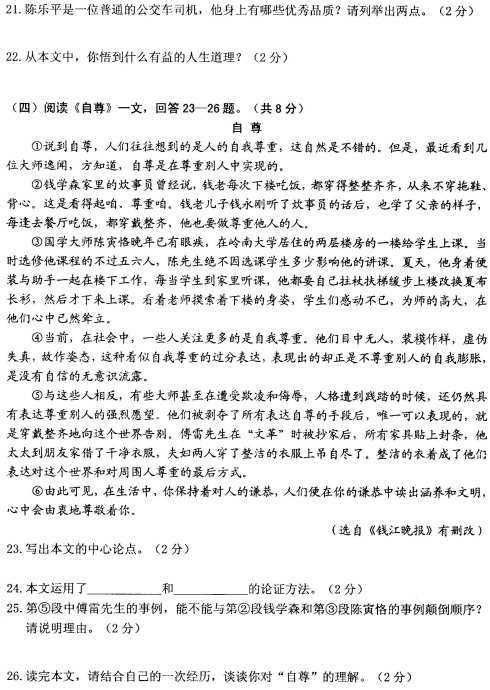 21.陈乐平是一位普通的公交车司机，他身上有哪些优秀品质？请列举出两点。（2 分）
22.从本文中，你悟到什么有益的人生道理？（2 分）
（四）阅读《自尊》一文，回答 23—26 题。（共 8 分）
自 尊
①说到自尊，人们往往想到的是人的自我尊重，这自然是不错的。但是，最近看到几
位大师逸闻，方知道，自尊是在尊重别人中实现的。
②钱学森家里的炊事员曾经说，钱老每次下楼吃饭，都穿得整整齐齐，从来不穿拖鞋、
背心。这是看得起咱、尊重咱。钱老儿子钱永刚听了炊事员的话后，也学了父亲的样子，
每逢去餐厅吃饭，都穿戴整齐，他也要做尊重他人的人。
③国学大师陈寅恪晚年已有眼疾，在岭南大学居住的两层楼房的一楼给学生上课。当
时选修他课程的不过五六人，陈先生绝不因选课学生多少影响他的讲课。夏天，他身着便
装与助手一起在楼下工作，每当学生到家里听课，他都要自己拄杖扶梯缓步上楼改换夏布
长衫，然后才下来上课。看着老师摸索着下楼的身姿，学生们感动不已，为师的高大，在
他们心中已然耸立。
④当前，在社会中，一些人关注更多的是自我尊重。他们目中无人，装模作样，虚伪
失真，故作姿态，这种看似自我尊重的过分表达，表现出的却正是不尊重别人的自我膨胀，
是没有自信的无意识流露。
⑤与这些人相反，有些大师甚至在遭受欺凌和侮辱，人格遭到践踏的时候，还仍然具
有表达尊重别人的强烈愿望。他们被剥夺了所有表达自尊的手段后，唯一可以表现的，就
是穿戴整齐地向这个世界告别。傅雷先生在“文革”时被抄家后，所有家具贴上封条，他
太太到朋友家借了干净衣服，夫妇两人穿了整洁的衣服上吊自尽了。整洁的衣着成了他们
表达对这个世界和对周围人尊重的最后方式。
⑥由此可见，在生活中，你保持着对人的谦恭，人们便在你的谦恭中读出涵养和文明，
心中会由衷地尊敬着你。
（选自《钱江晚报》有删改）
23.写出本文的中心论点。（2 分）
24.本文运用了__________和__________的论证方法。（2 分）
25.第⑤段中傅雷先生的事例，能不能与第②段钱学森和第③段陈寅恪的事例颠倒顺序？
请说明理由。（2 分）
26.读完本文，请结合自己的一次经历，谈谈你对“自尊”的理解。（2 分）